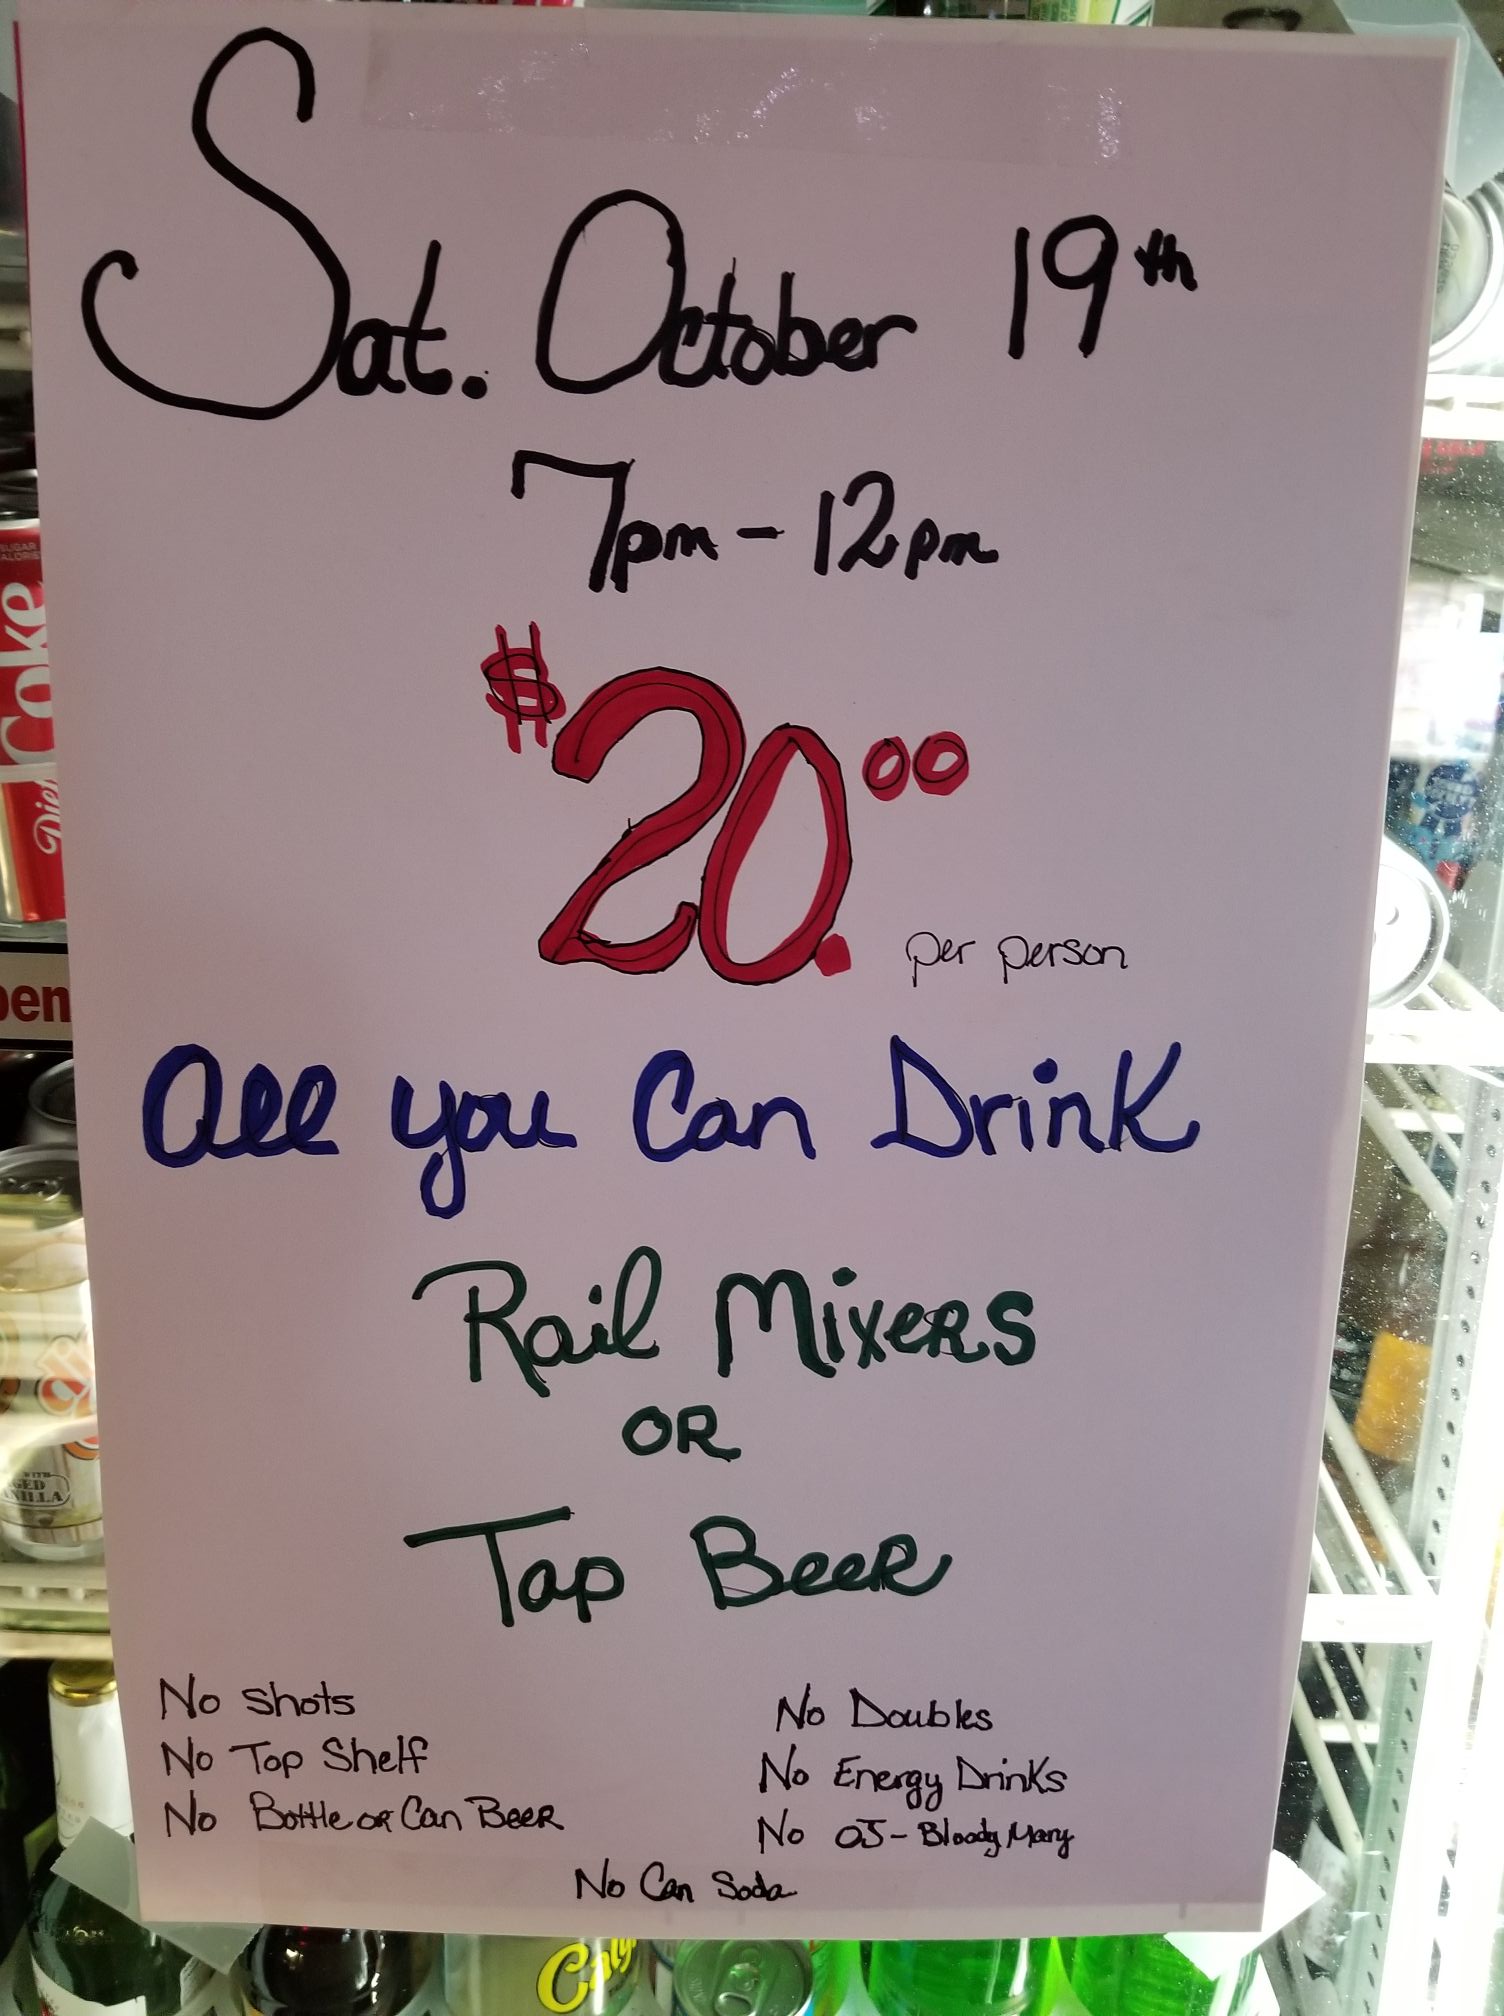 Sat. October 19th
7pm - 12pm
$20.00 per person
All you Can Drink
Rail Mixers
OR
Tap Beer
No Shots
No Top Shelf
No Bottle or Can Beer
No Doubles
No Energy Drinks
No OJ - Bloody Mary
No Can Soda
Diet Coke